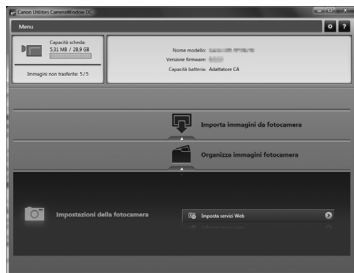 Canon Utilities CameraWindow DC
Menu
Capacità scheda:
5,31 MB / 28,9 GB
Immagini non trasferite: 5/5
Nome modello:
Versione firmware:
Capacità batteria: Adattatore CA
Importa immagini da fotocamera
Organizza immagini fotocamera
Impostazioni della fotocamera
Imposta servizi Web